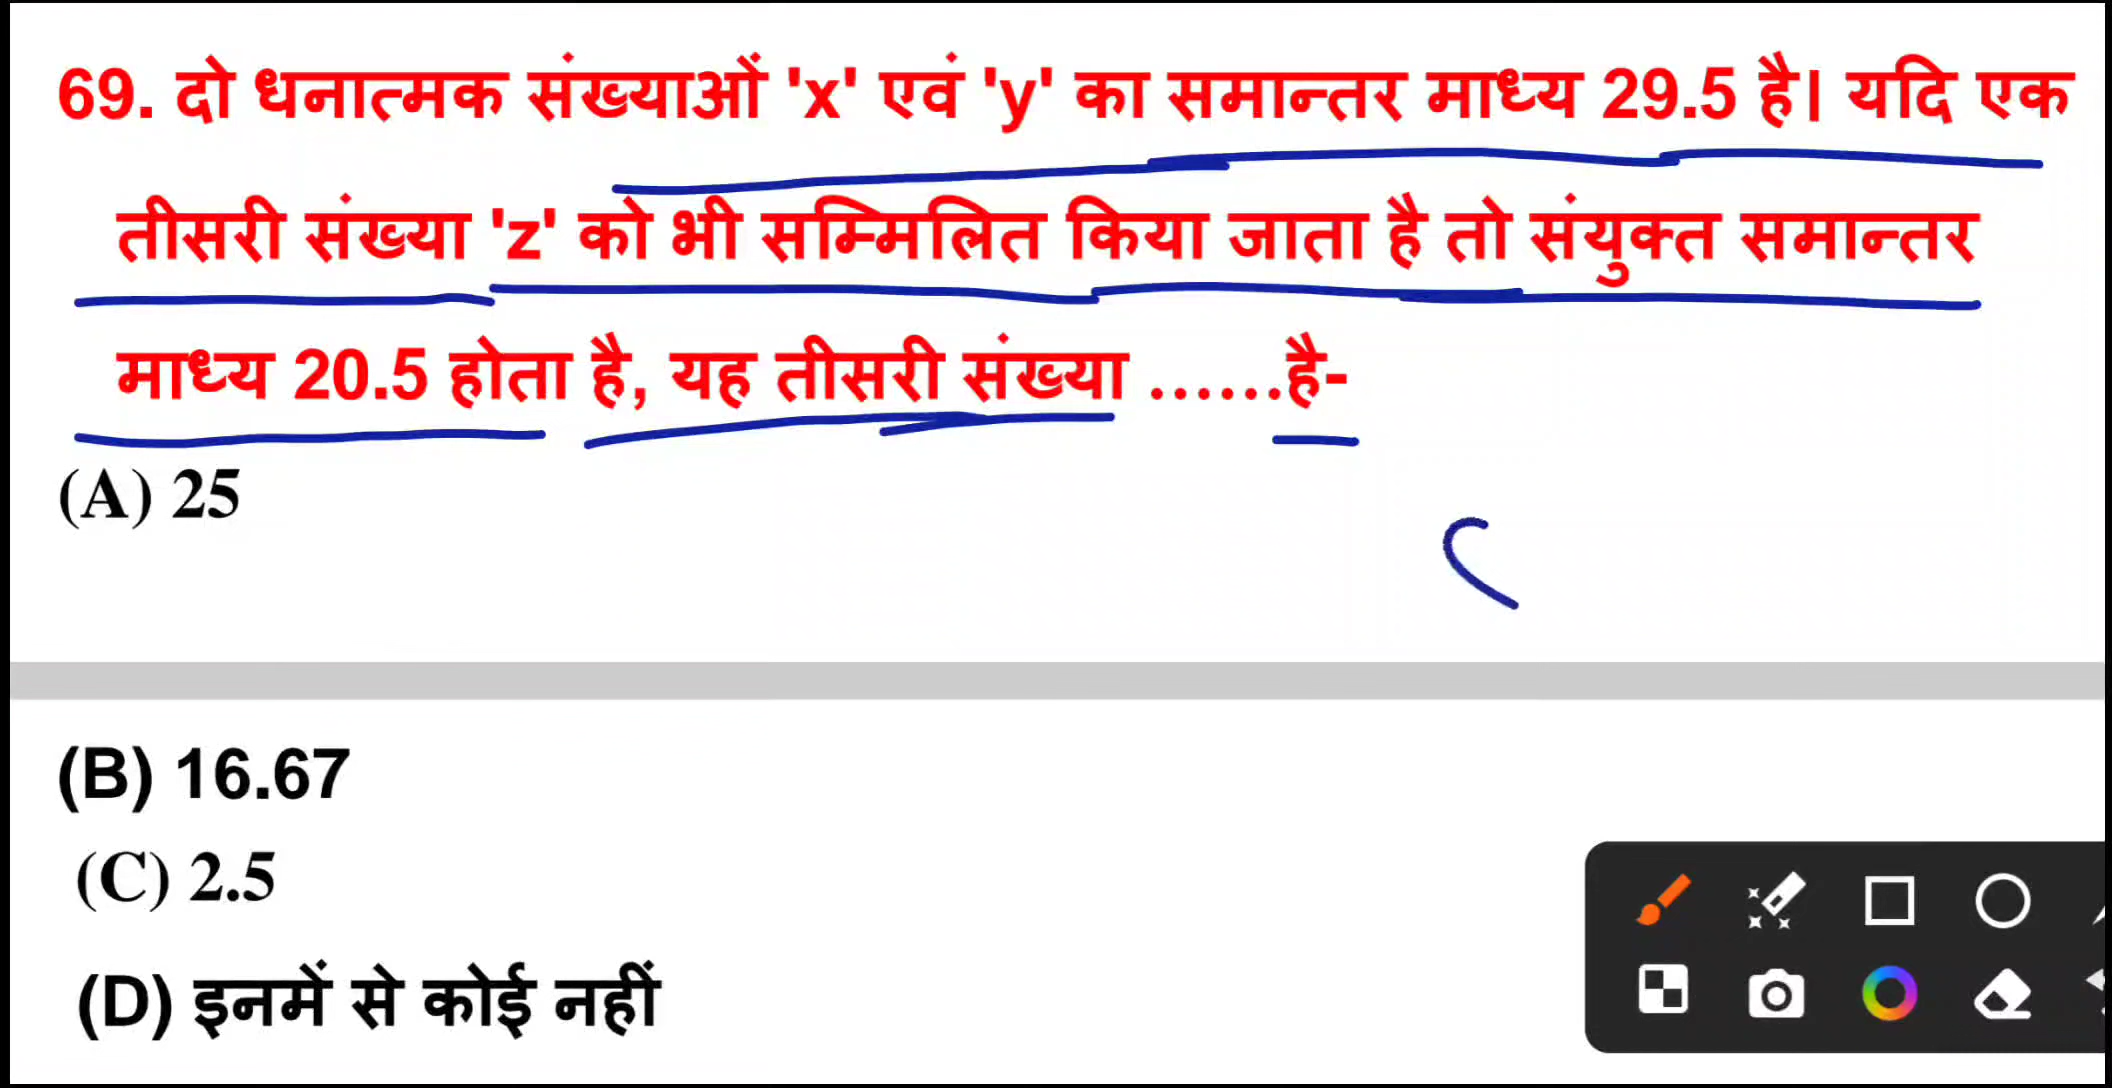 69. दो धनात्मक संख्याओं 'x' एवं 'y' का समान्तर माध्य 29.5 है। यदि एक
तीसरी संख्या 'z' को भी सम्मिलित किया जाता है तो संयुक्त समान्तर
माध्य 20.5 होता है, यह तीसरी संख्या ......है-
(A) 25
(B) 16.67
(C) 2.5
(D) इनमें से कोई नहीं